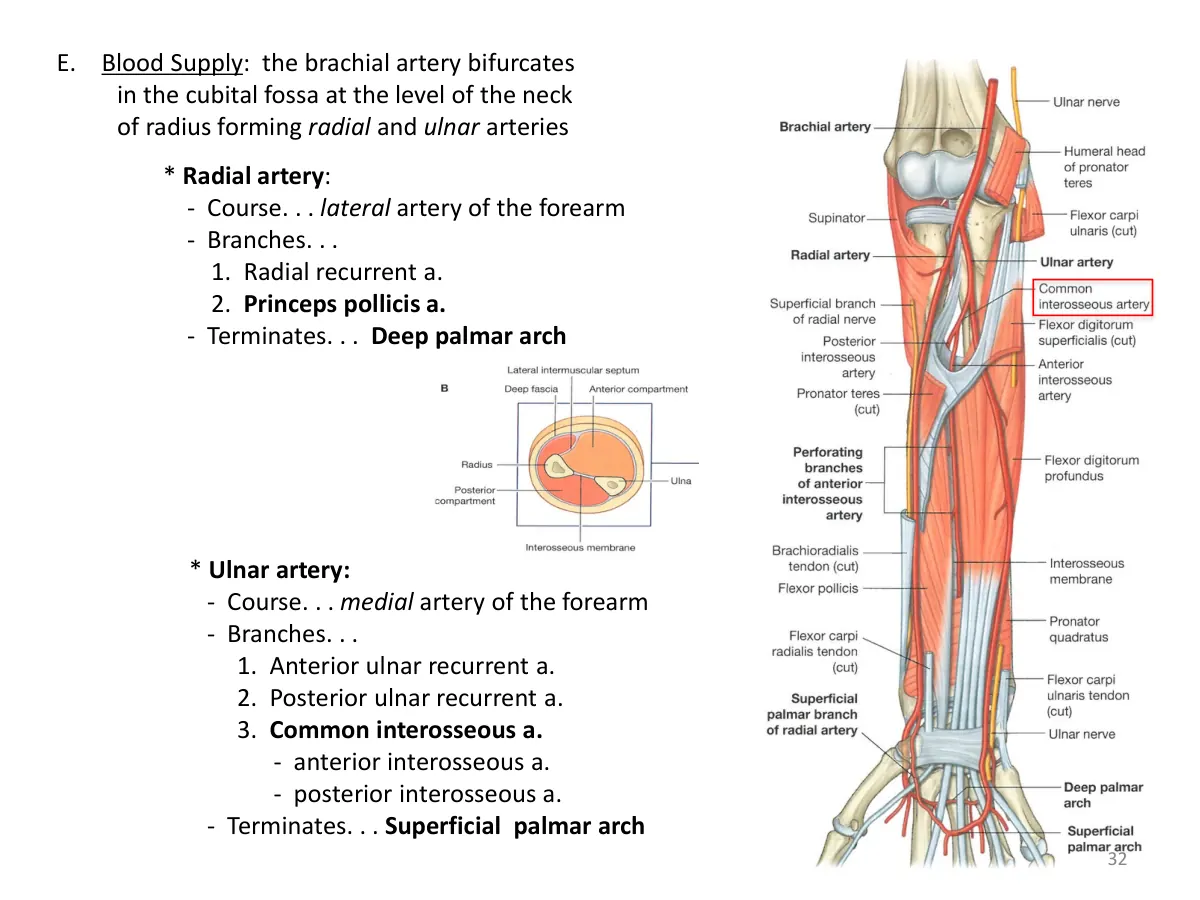 E. Blood Supply: the brachial artery bifurcates
in the cubital fossa at the level of the neck
of radius forming radial and ulnar arteries
* Radial artery:
- Course. . . lateral artery of the forearm
- Branches. . .
1. Radial recurrent a.
2. Princeps pollicis a.
- Terminates. . . Deep palmar arch
Lateral intermuscular septum
B
Deep fascia
Anterior compartment
Radius
Ulna
Posterior
compartment
Interosseous membrane
* Ulnar artery:
- Course. . . medial artery of the forearm
- Branches. . .
1. Anterior ulnar recurrent a.
2. Posterior ulnar recurrent a.
3. Common interosseous a.
- anterior interosseous a.
- posterior interosseous a.
- Terminates. . . Superficial palmar arch
Brachial artery
Supinator
Radial artery
Superficial branch
of radial nerve
Posterior
interosseous
artery
Pronator teres
(cut)
Perforating
branches
of anterior
interosseous
artery
Brachioradialis
tendon (cut)
Flexor pollicis
Flexor carpi
radialis tendon
(cut)
Superficial
palmar branch
of radial artery
Ulnar nerve
Humeral head
of pronator
teres
Flexor carpi
ulnaris (cut)
Ulnar artery
Common
interosseous artery
Flexor digitorum
superficialis (cut)
Anterior
interosseous
artery
Flexor digitorum
profundus
Interosseous
membrane
Pronator
quadratus
Flexor carpi
ulnaris tendon
(cut)
Ulnar nerve
Deep palmar
arch
Superficial
palmar arch
32